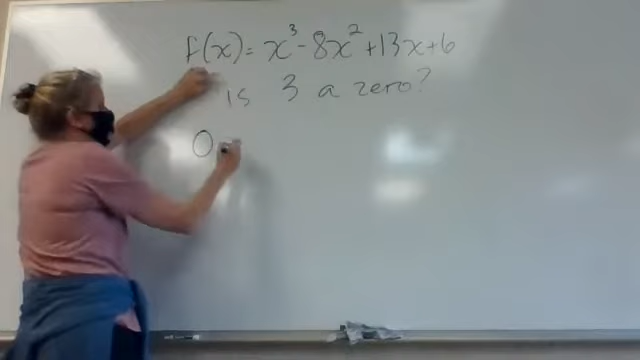 f(x) = x³ - 8x² + 13x + 6
is 3 a zero?
0